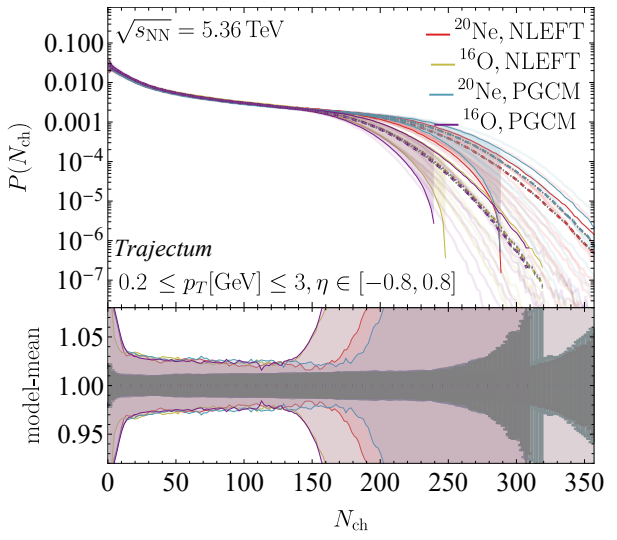 √s_NN = 5.36 TeV
²⁰Ne, NLEFT
¹⁶O, NLEFT
²⁰Ne, PGCM
¹⁶O, PGCM
0.100
0.010
0.001
10⁻⁴
10⁻⁵
10⁻⁶
10⁻⁷
P(N_ch)
Trajectum
0.2 ≤ p_T[GeV] ≤ 3, η ∈ [−0.8, 0.8]
1.05
1.00
0.95
model-mean
0 50 100 150 200 250 300 350
N_ch